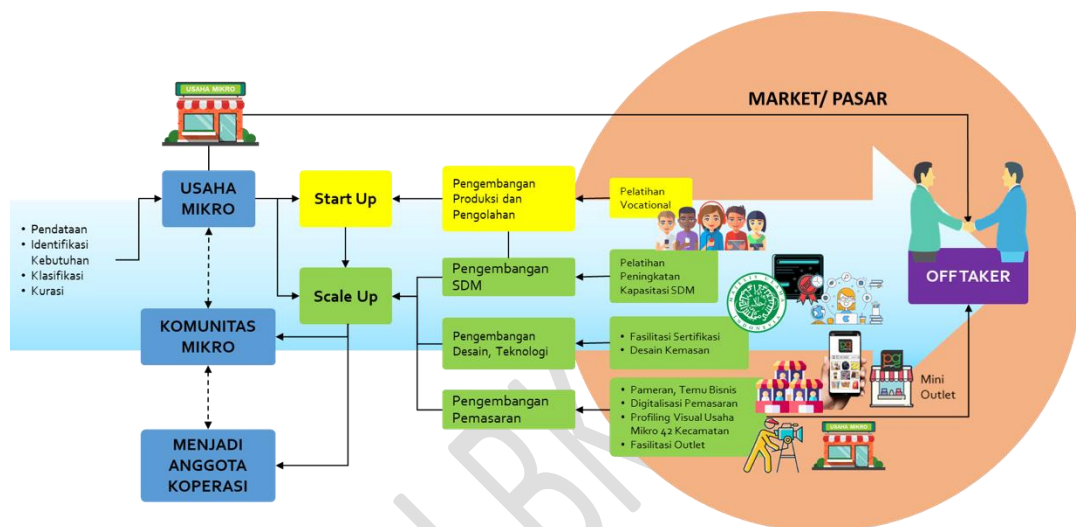 USAHA MIKRO
MARKET/ PASAR
USAHA
MIKRO
Start Up
Pengembangan
Produksi dan
Pengolahan
Pelatihan
Vocational
• Pendataan
• Identifikasi
Kebutuhan
• Klasifikasi
• Kurasi
Scale Up
Pengembangan
SDM
Pelatihan
Peningkatan
Kapasitasi SDM
OFF TAKER
KOMUNITAS
MIKRO
Pengembangan
Desain, Teknologi
• Fasilitasi Sertifikasi
• Desain Kemasan
Mini
Outlet
Pengembangan
Pemasaran
• Pameran, Temu Bisnis
• Digitalisasi Pemasaran
• Profiling Visual Usaha
Mikro 42 Kecamatan
• Fasilitasi Outlet
USAHA MIKRO
MENJADI
ANGGOTA
KOPERASI